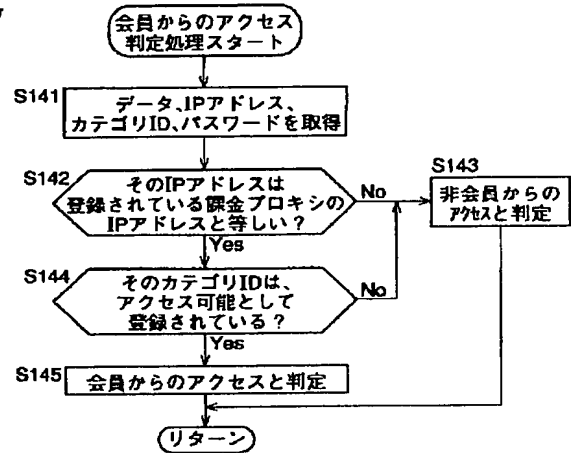 会員からのアクセス
判定処理スタート
S141
データ、IPアドレス、
カテゴリID、パスワードを取得
S142
そのIPアドレスは
登録されている課金プロキシの
IPアドレスと等しい?
No
S143
非会員からの
アクセスと判定
Yes
S144
そのカテゴリIDは、
アクセス可能として
登録されている?
No
Yes
S145
会員からのアクセスと判定
リターン